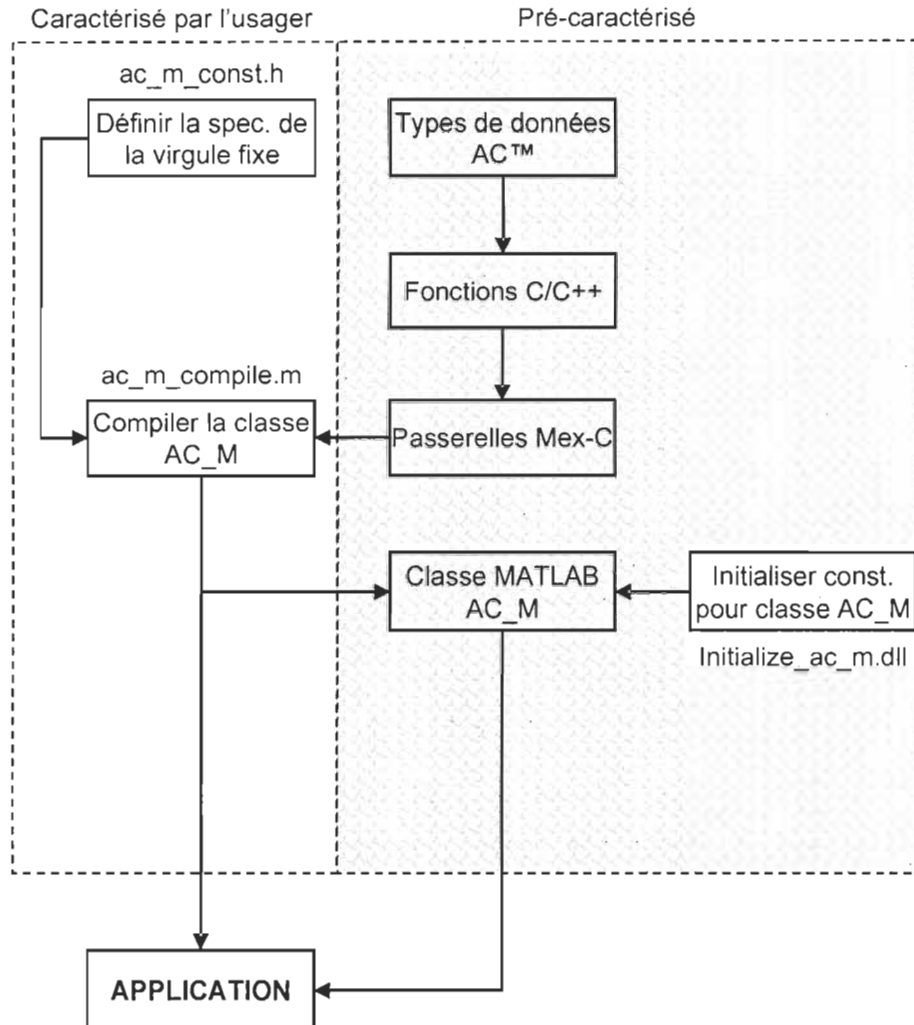 Caractérisé par l'usager
Pré-caractérisé
ac_m_const.h
Définir la spec. de
la virgule fixe
Types de données
AC™
Fonctions C/C++
ac_m_compile.m
Compiler la classe
AC_M
Passerelles Mex-C
Classe MATLAB
AC_M
Initialiser const.
pour classe AC_M
Initialize_ac_m.dll
APPLICATION